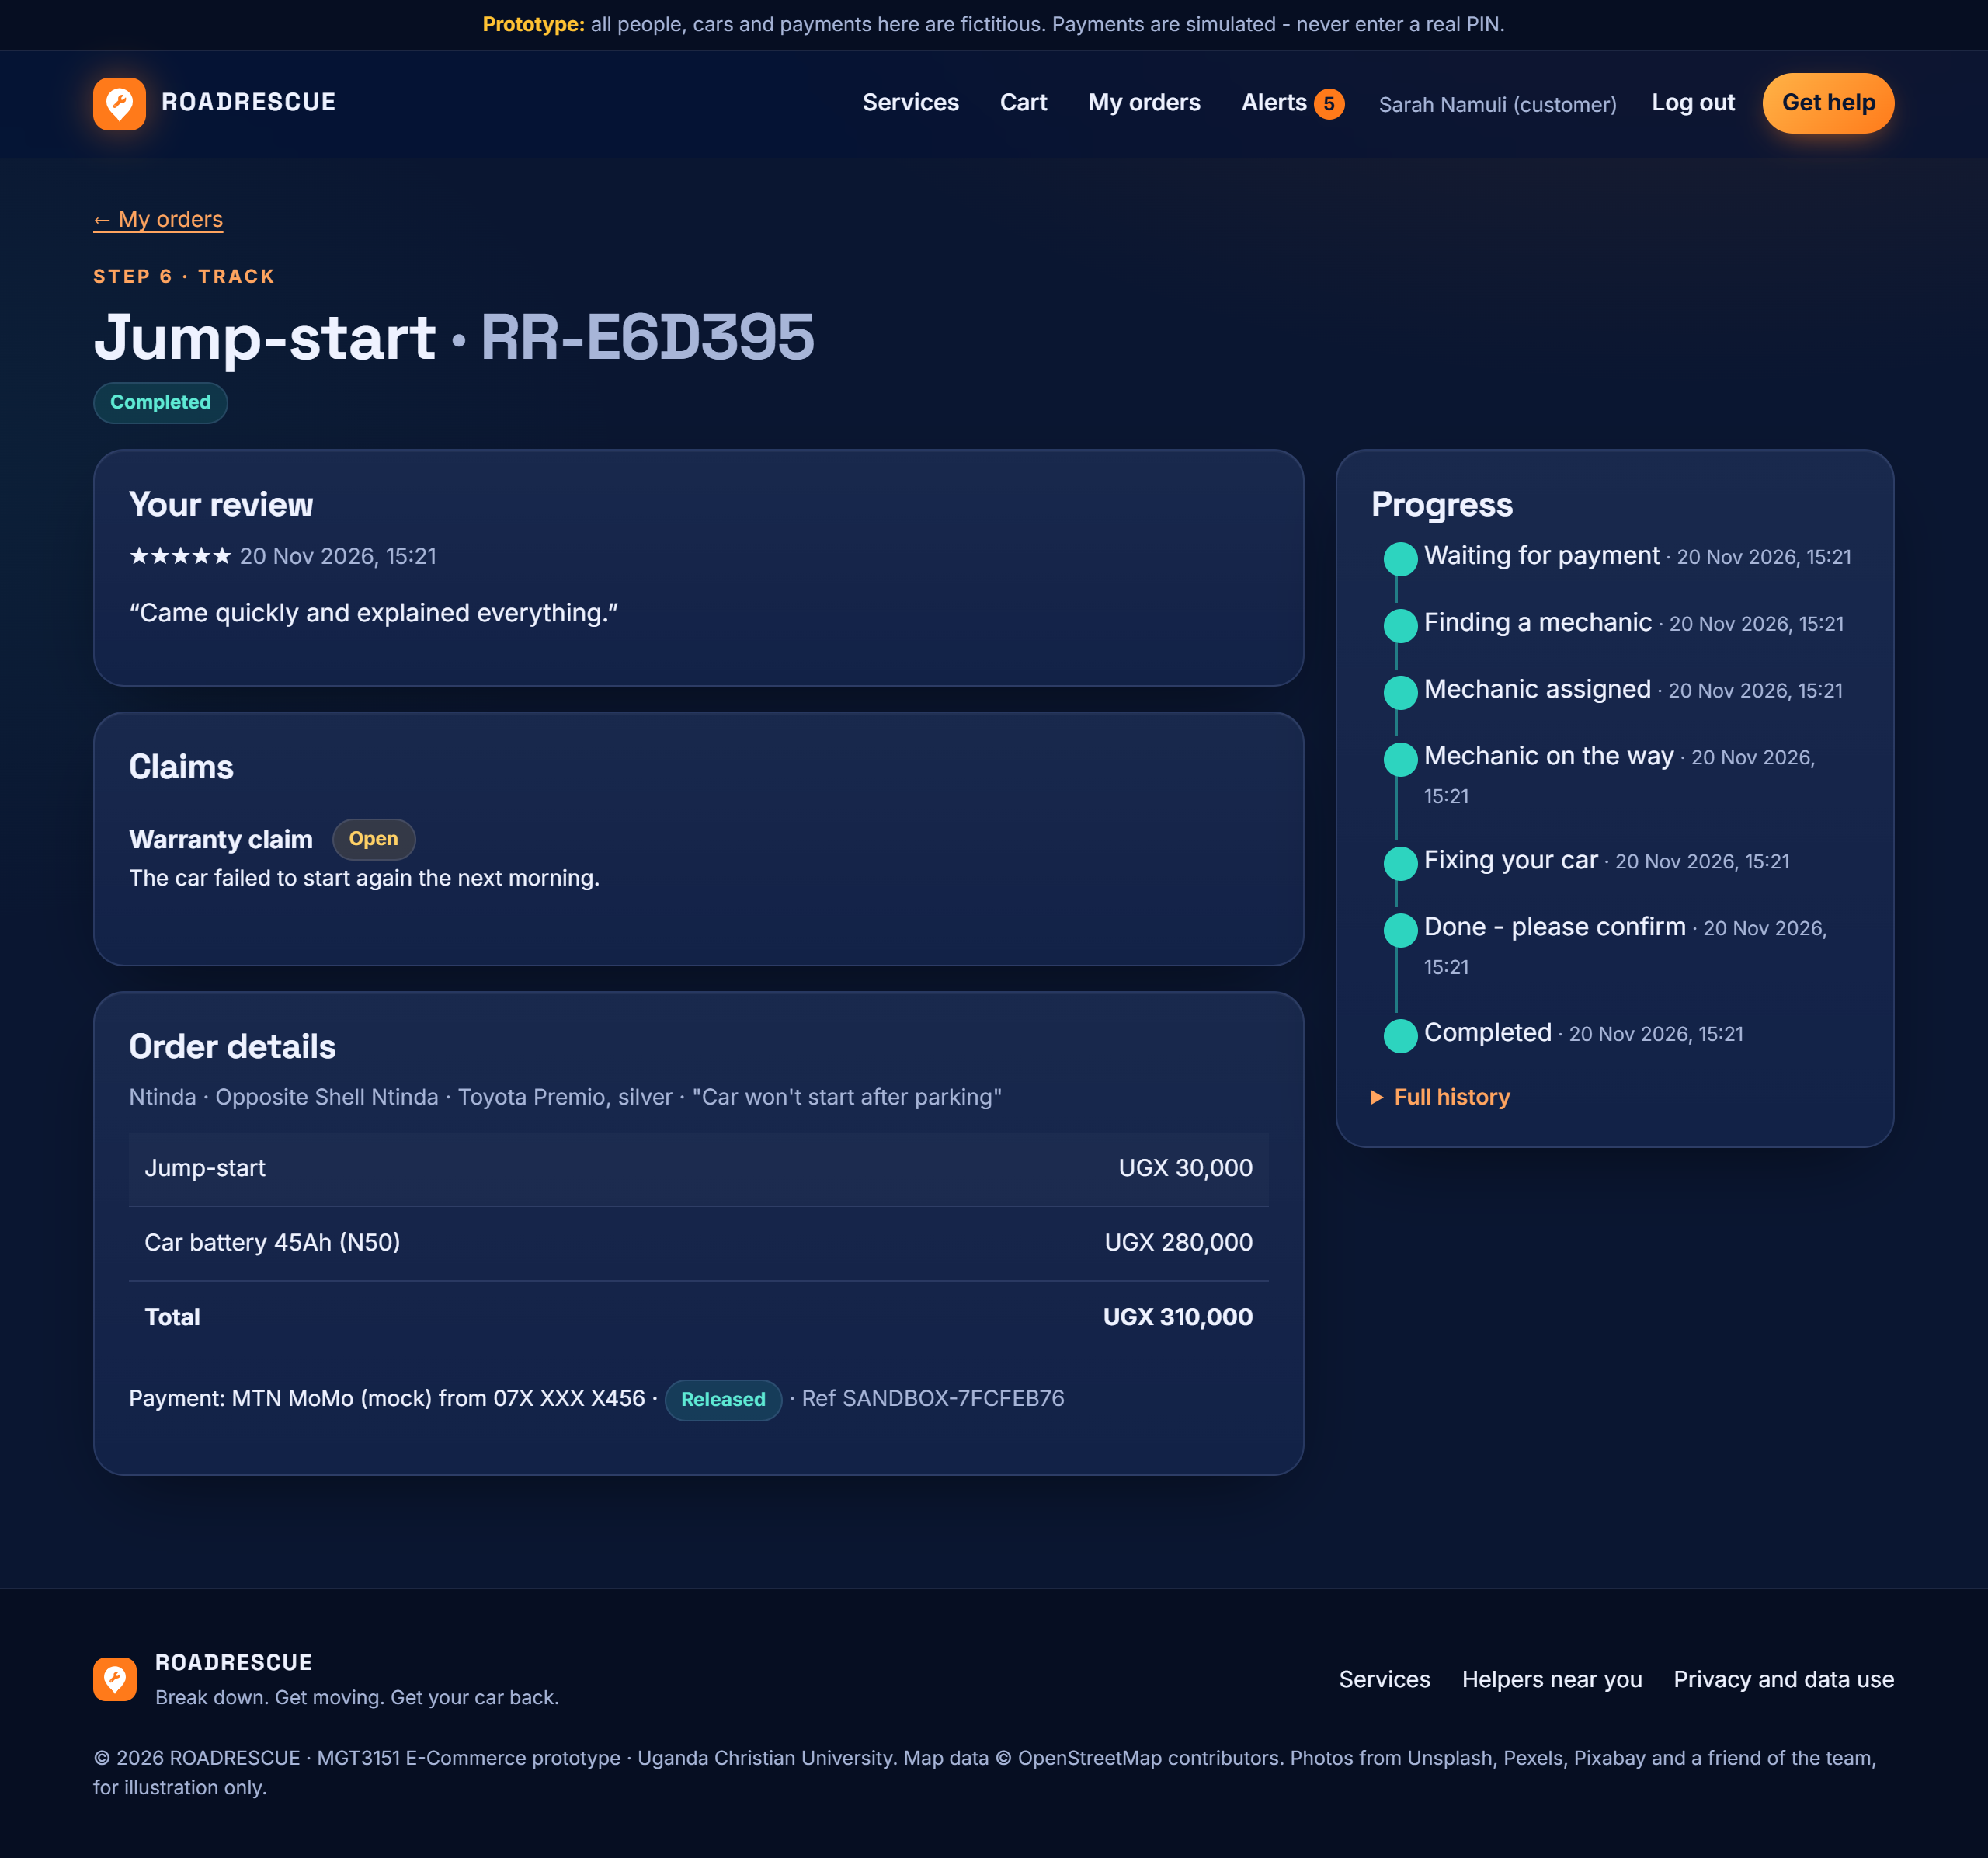 Prototype: all people, cars and payments here are fictitious. Payments are simulated - never enter a real PIN.
ROADRESCUE
Services
Cart
My orders
Alerts 5
Sarah Namuli (customer)
Log out
Get help
← My orders
STEP 6 · TRACK
Jump-start · RR-E6D395
Completed
Your review
★★★★★ 20 Nov 2026, 15:21
“Came quickly and explained everything.”
Claims
Warranty claim Open
The car failed to start again the next morning.
Order details
Ntinda · Opposite Shell Ntinda · Toyota Premio, silver · "Car won't start after parking"
Jump-start UGX 30,000
Car battery 45Ah (N50) UGX 280,000
Total UGX 310,000
Payment: MTN MoMo (mock) from 07X XXX X456 · Released · Ref SANDBOX-7FCFEB76
Progress
Waiting for payment · 20 Nov 2026, 15:21
Finding a mechanic · 20 Nov 2026, 15:21
Mechanic assigned · 20 Nov 2026, 15:21
Mechanic on the way · 20 Nov 2026,
15:21
Fixing your car · 20 Nov 2026, 15:21
Done - please confirm · 20 Nov 2026,
15:21
Completed · 20 Nov 2026, 15:21
▶ Full history
ROADRESCUE
Break down. Get moving. Get your car back.
Services
Helpers near you
Privacy and data use
© 2026 ROADRESCUE · MGT3151 E-Commerce prototype · Uganda Christian University. Map data © OpenStreetMap contributors. Photos from Unsplash, Pexels, Pixabay and a friend of the team,
for illustration only.